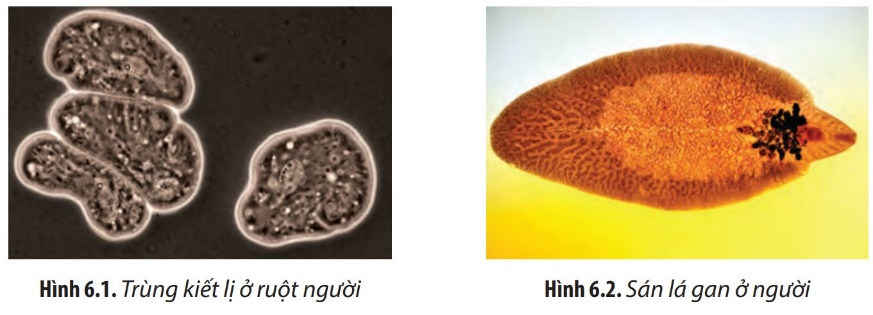 Hình 6.1. Trùng kiết lị ở ruột người
Hình 6.2. Sán lá gan ở người